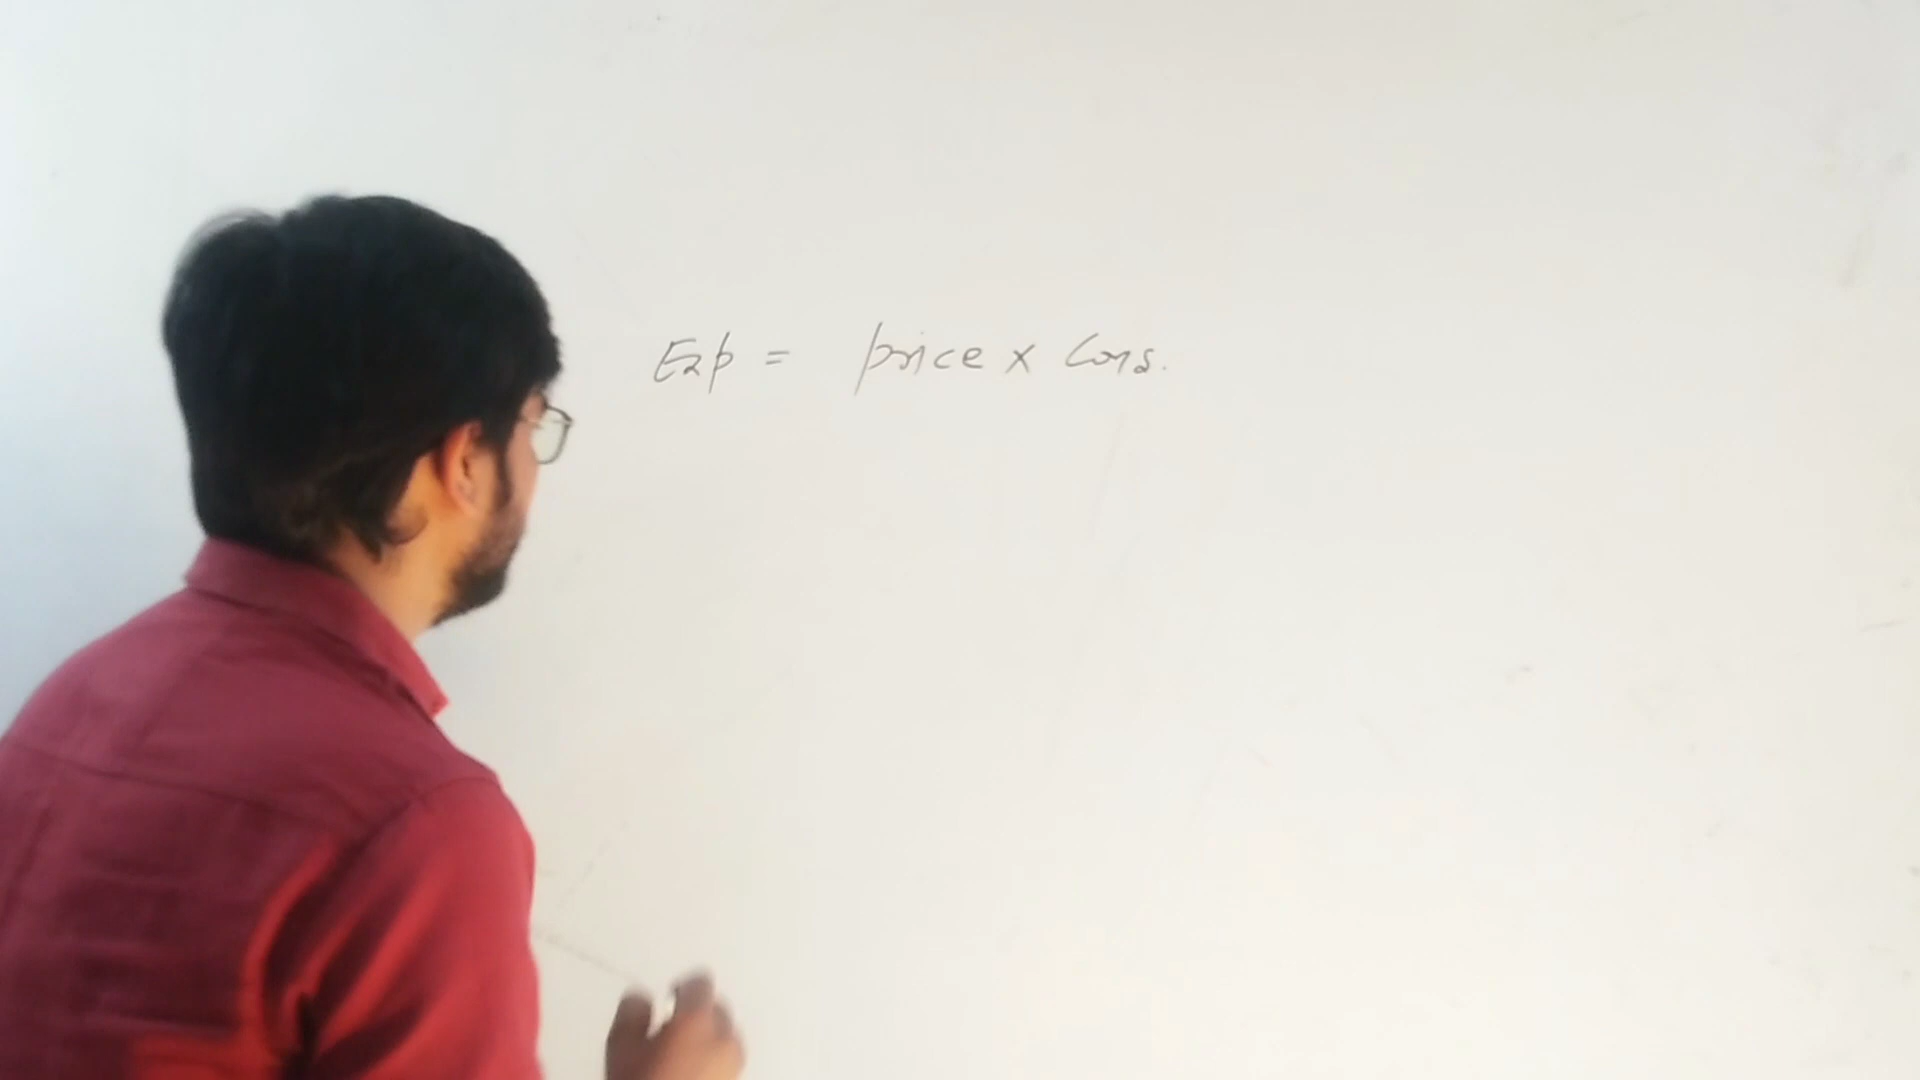 Exp = price x Cons.